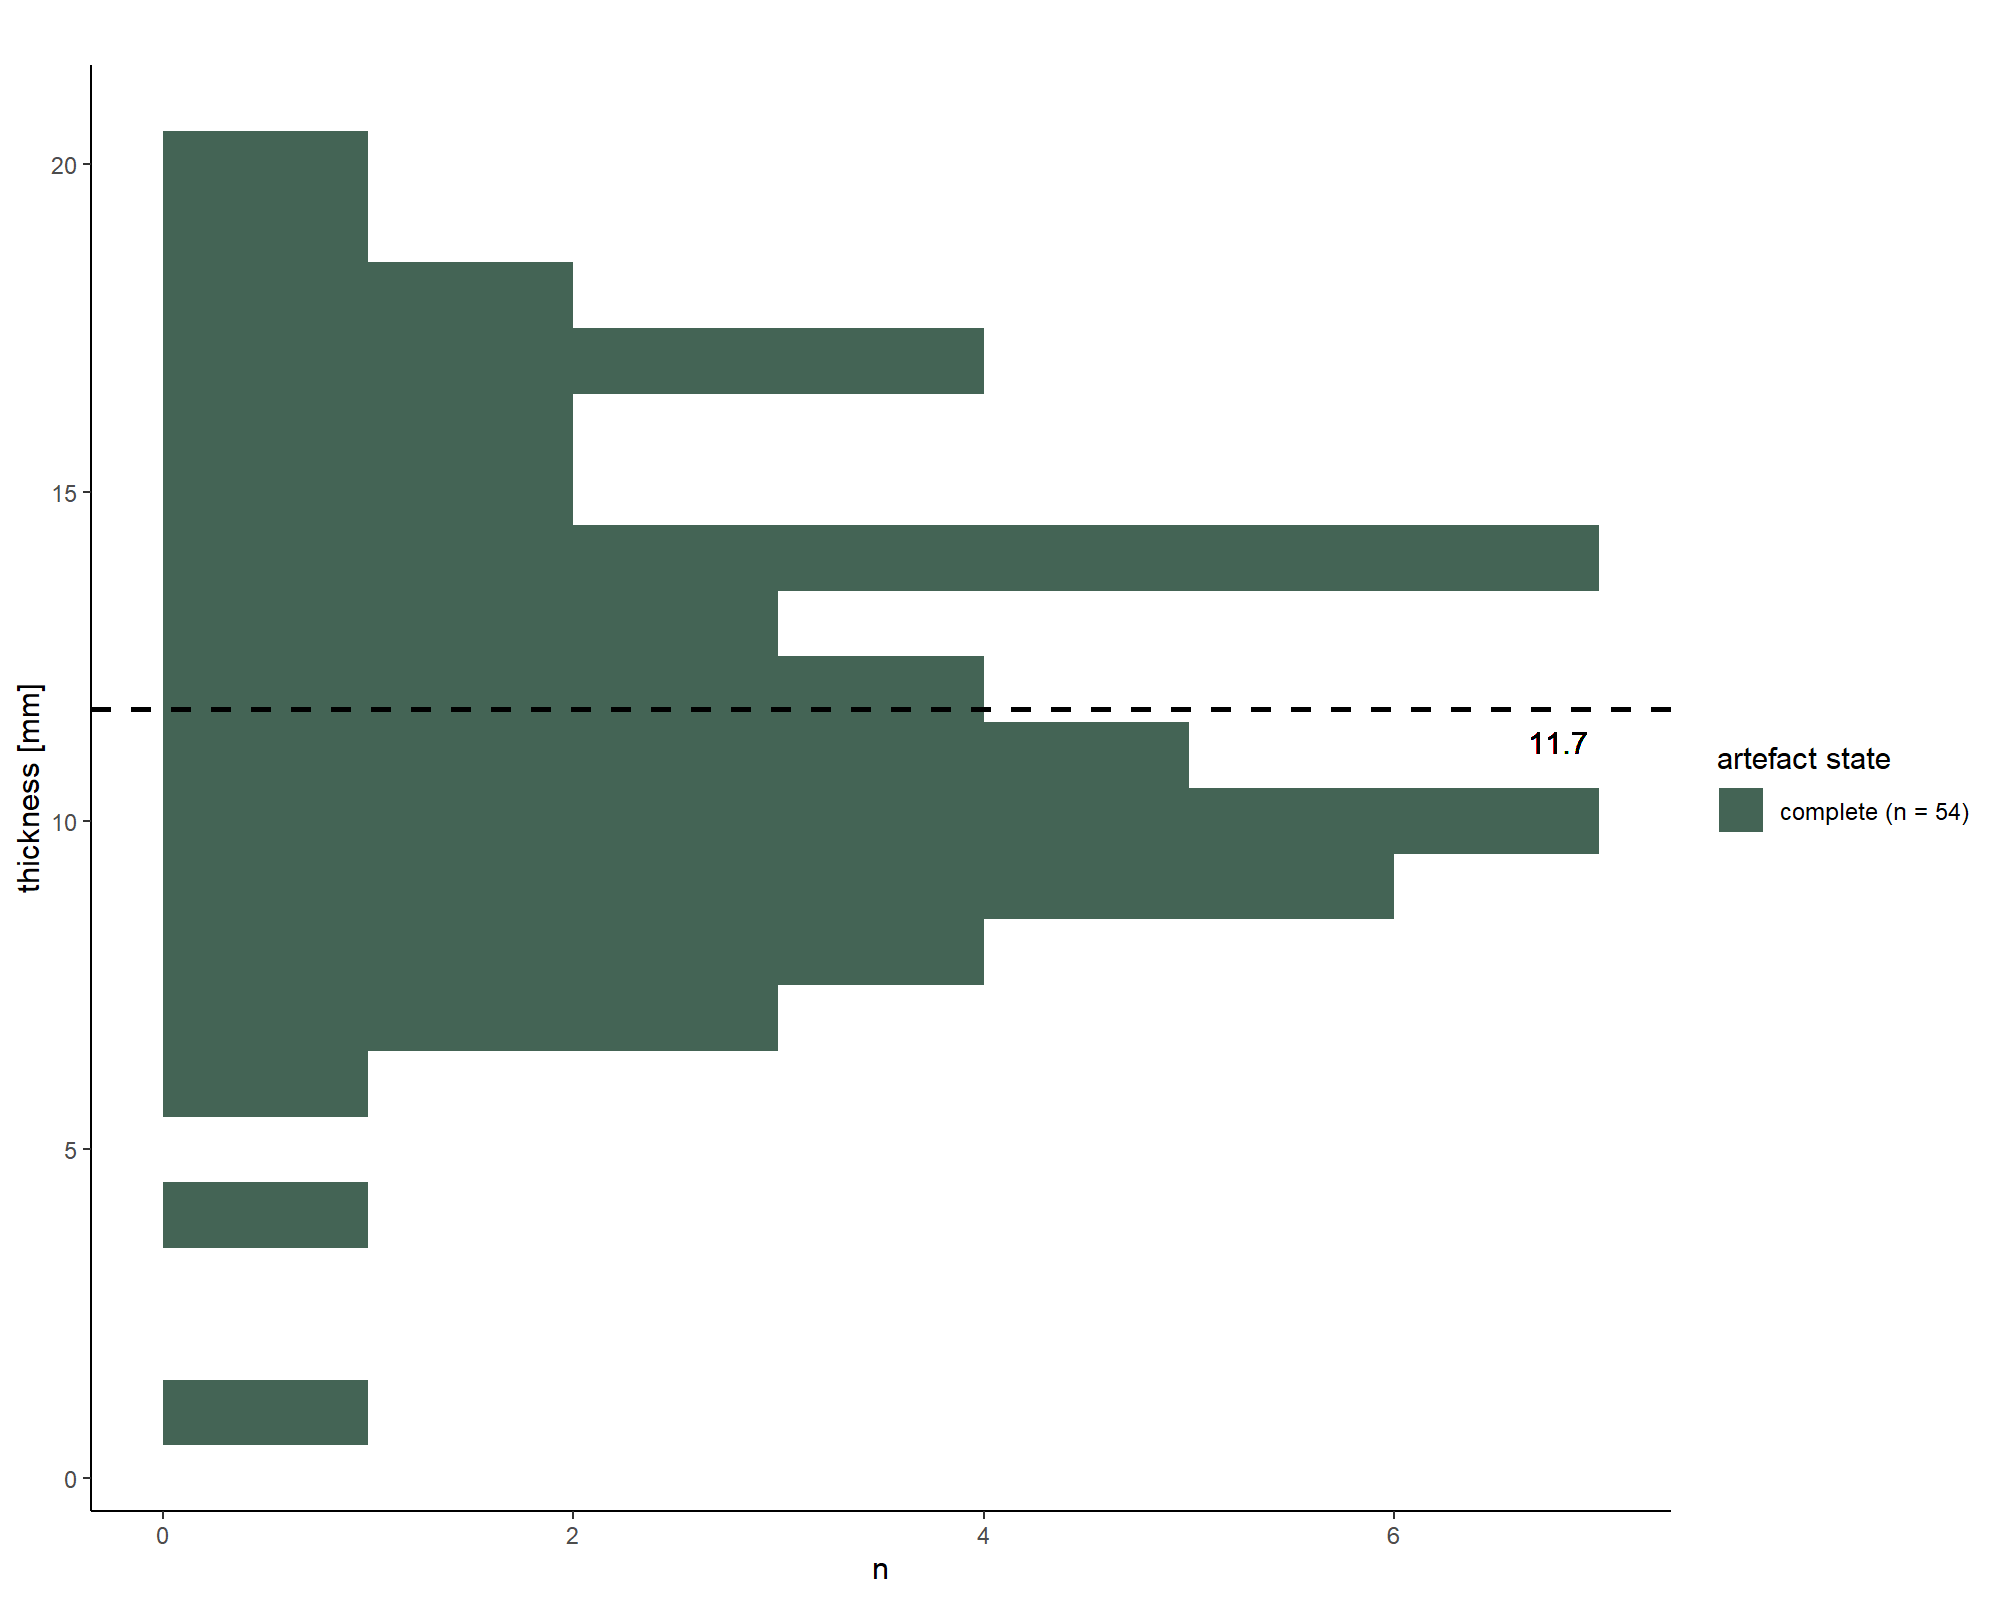 20
15
10
5
0
thickness [mm]
11.7
artefact state
complete (n = 54)
0
2
4
6
n